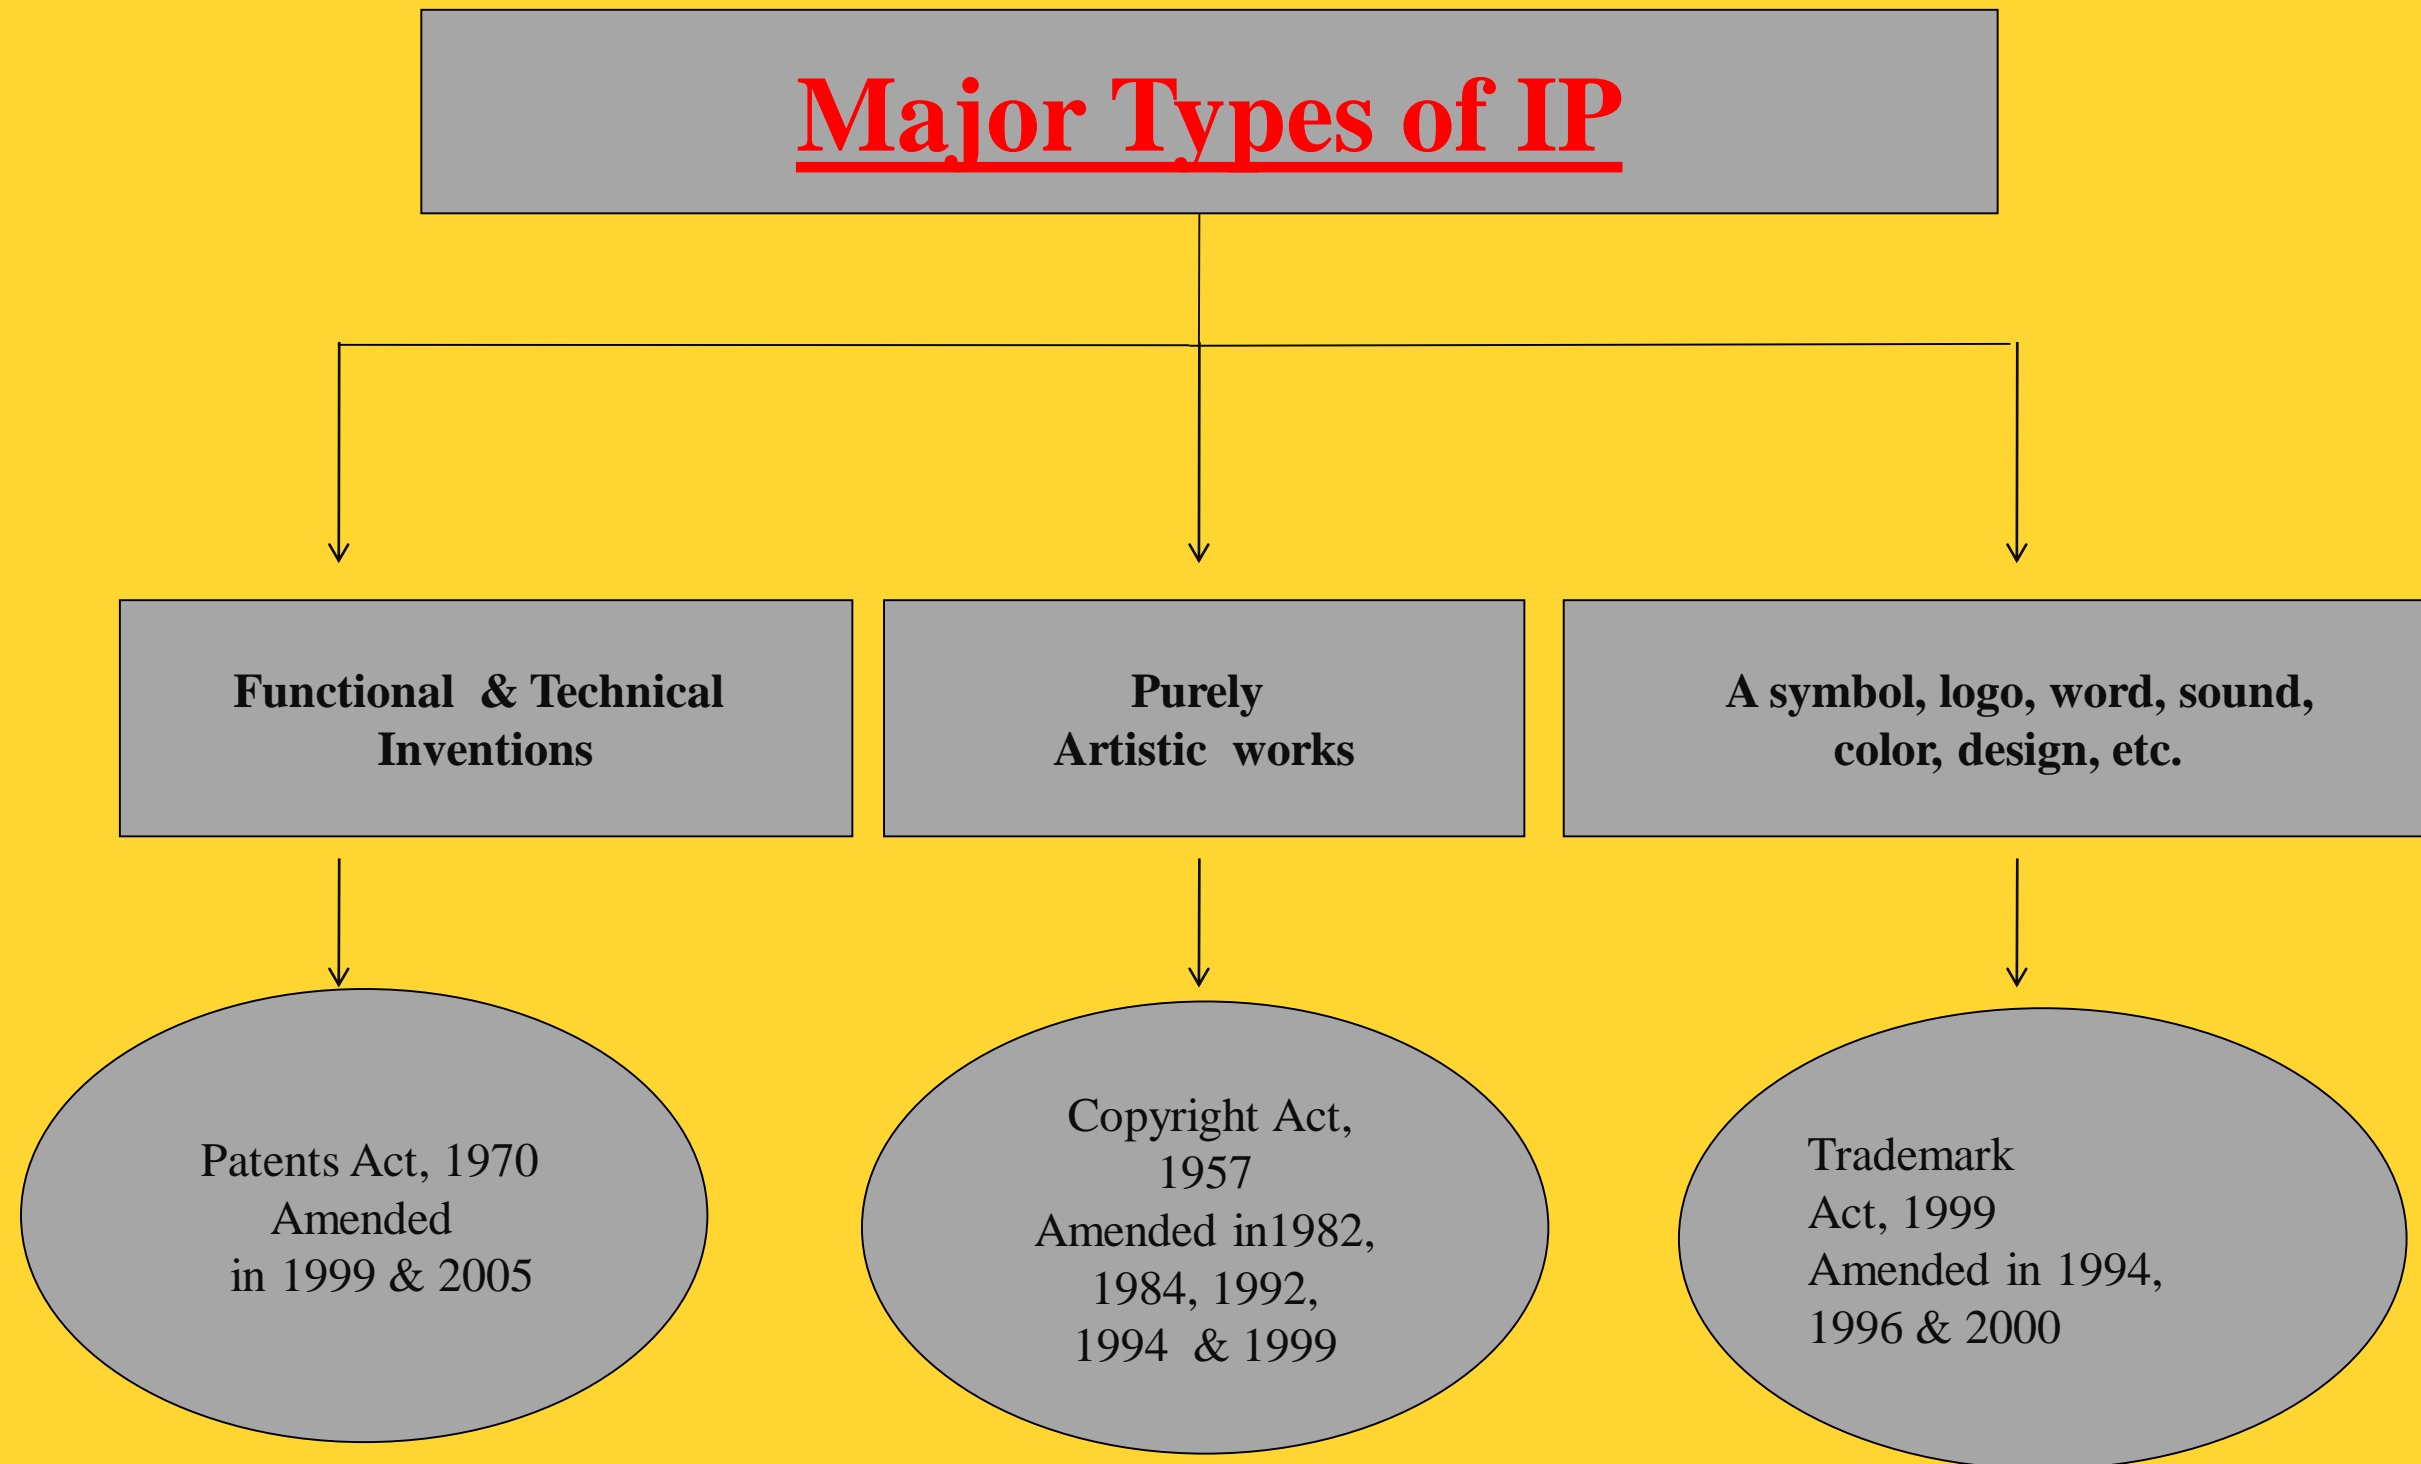 Major Types of IP
Functional & Technical
Inventions
Purely
Artistic works
A symbol, logo, word, sound,
color, design, etc.
Patents Act, 1970
Amended
in 1999 & 2005
Copyright Act,
1957
Amended in1982,
1984, 1992,
1994 & 1999
Trademark
Act, 1999
Amended in 1994,
1996 & 2000